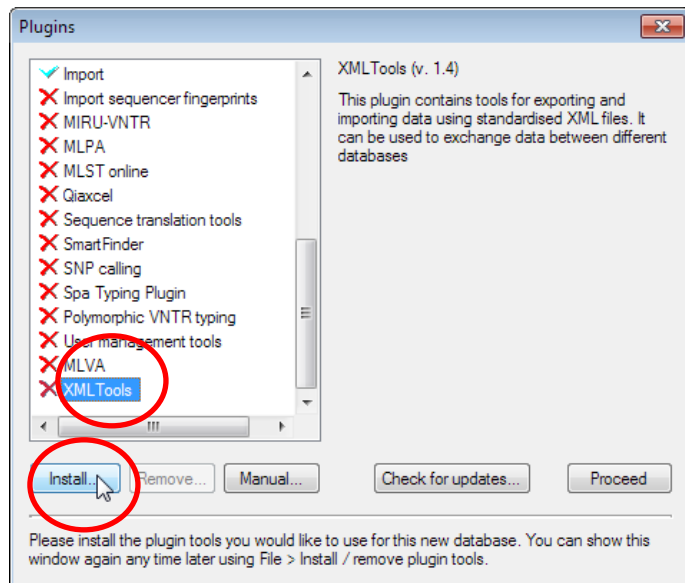 Plugins
Import
Import sequencer fingerprints
MIRU-VNTR
MLPA
MLST online
Qiaxcel
Sequence translation tools
SmartFinder
SNP calling
Spa Typing Plugin
Polymorphic VNTR typing
User management tools
MLVA
XMLTools
XMLTools (v. 1.4)
This plugin contains tools for exporting and
importing data using standardised XML files. It
can be used to exchange data between different
databases
Install...
Remove...
Manual...
Check for updates...
Proceed
Please install the plugin tools you would like to use for this new database. You can show this
window again any time later using File > Install / remove plugin tools.